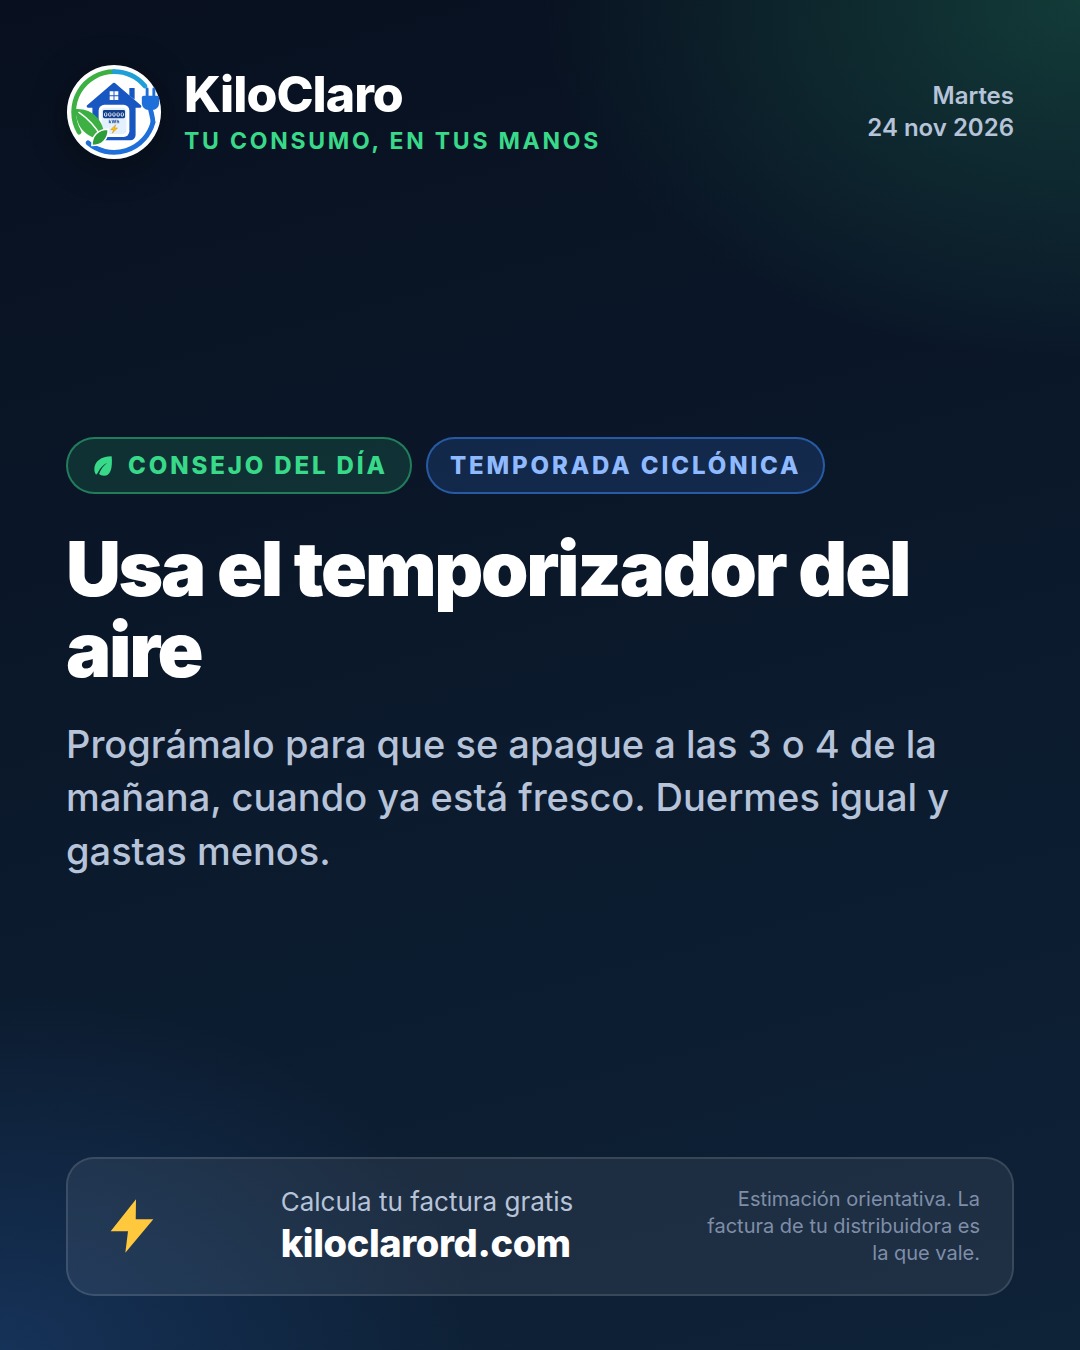 KiloClaro
TU CONSUMO, EN TUS MANOS
Martes
24 nov 2026
CONSEJO DEL DÍA
TEMPORADA CICLÓNICA
Usa el temporizador del
aire
Prográmalo para que se apague a las 3 o 4 de la
mañana, cuando ya está fresco. Duermes igual y
gastas menos.
Calcula tu factura gratis
kiloclarord.com
Estimación orientativa. La
factura de tu distribuidora es
la que vale.